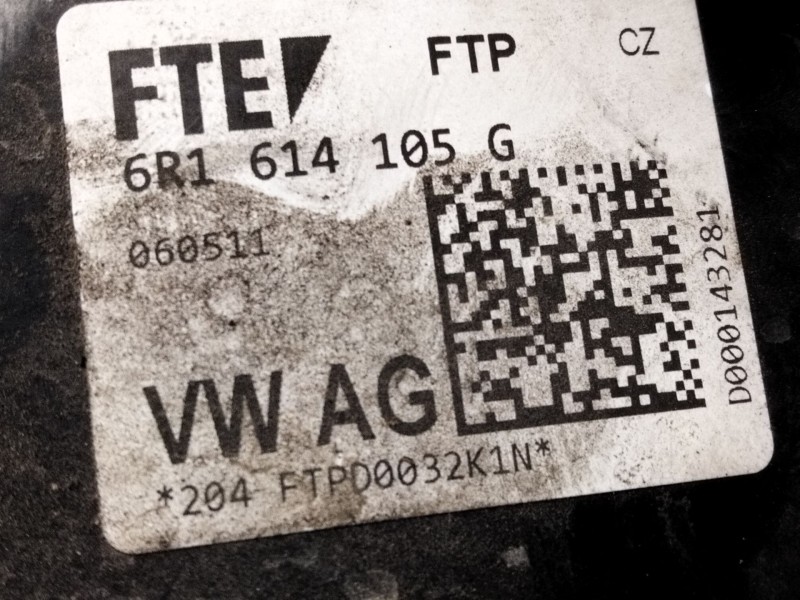 FTE FTP CZ
6R1 614 105 G
060511
D000143281
VW AG
*204 FTPD0032K1N*